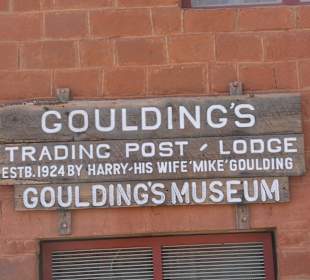 GOULDING'S
TRADING POST ⁄ LODGE
ESTB. 1924 BY HARRY-HIS WIFE 'MIKE' GOULDING
GOULDING'S MUSEUM